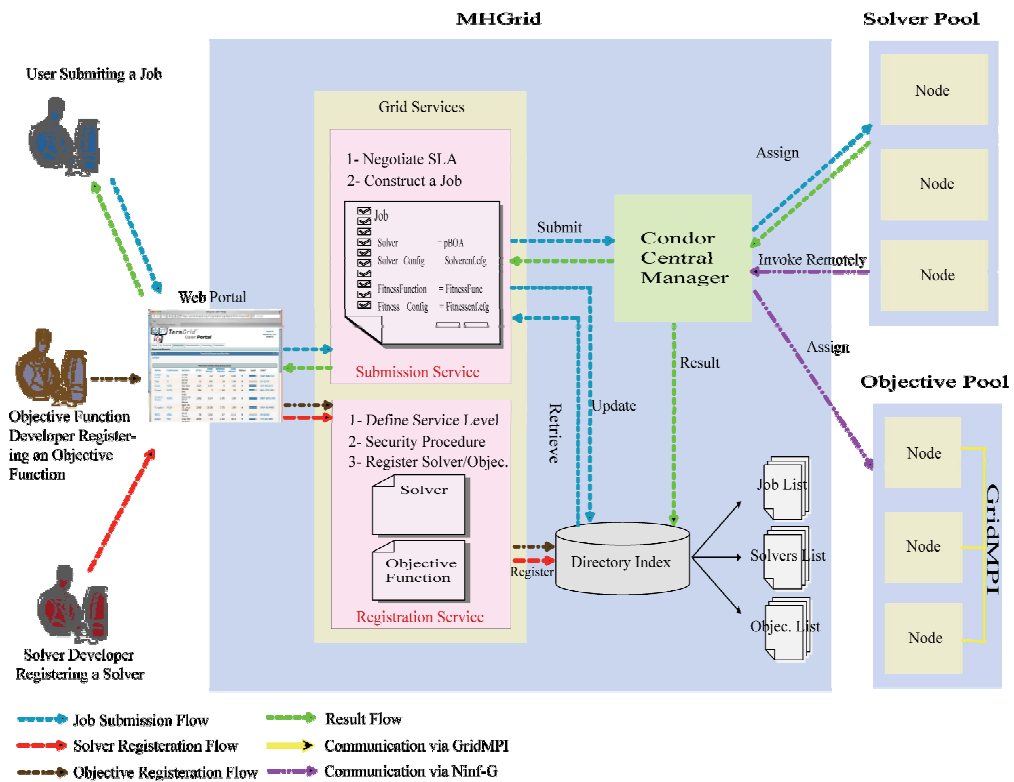 MHGrid
Solver Pool
User Submiting a Job
Grid Services
Node
1- Negotiate SLA
2- Construct a Job
Assign
Node
Job
Solver = pBOA
Solver Config Solvercnf.cfg
FitnessFunction = FitnessFunc
Fitness Config = Fitnesscnf.cfg
Submit
Condor
Central
Manager
Invoke Remotely
Node
Web Portal
TeraGrid
User Portal
Submission Service
Result
Assign
Objective Pool
Objective Function
Developer Register-
ing an Objective
Function
1- Define Service Level
2- Security Procedure
3- Register Solver/Objec.
Retrieve
Update
Solver
Node
Job List
GridMPI
Objective
Function
Register
Directory Index
Solvers List
Node
Registration Service
Objec. List
Node
Solver Developer
Registering a Solver
Job Submission Flow
Result Flow
Solver Registeration Flow
Communication via GridMPI
Objective Registeration Flow
Communication via Ninf-G